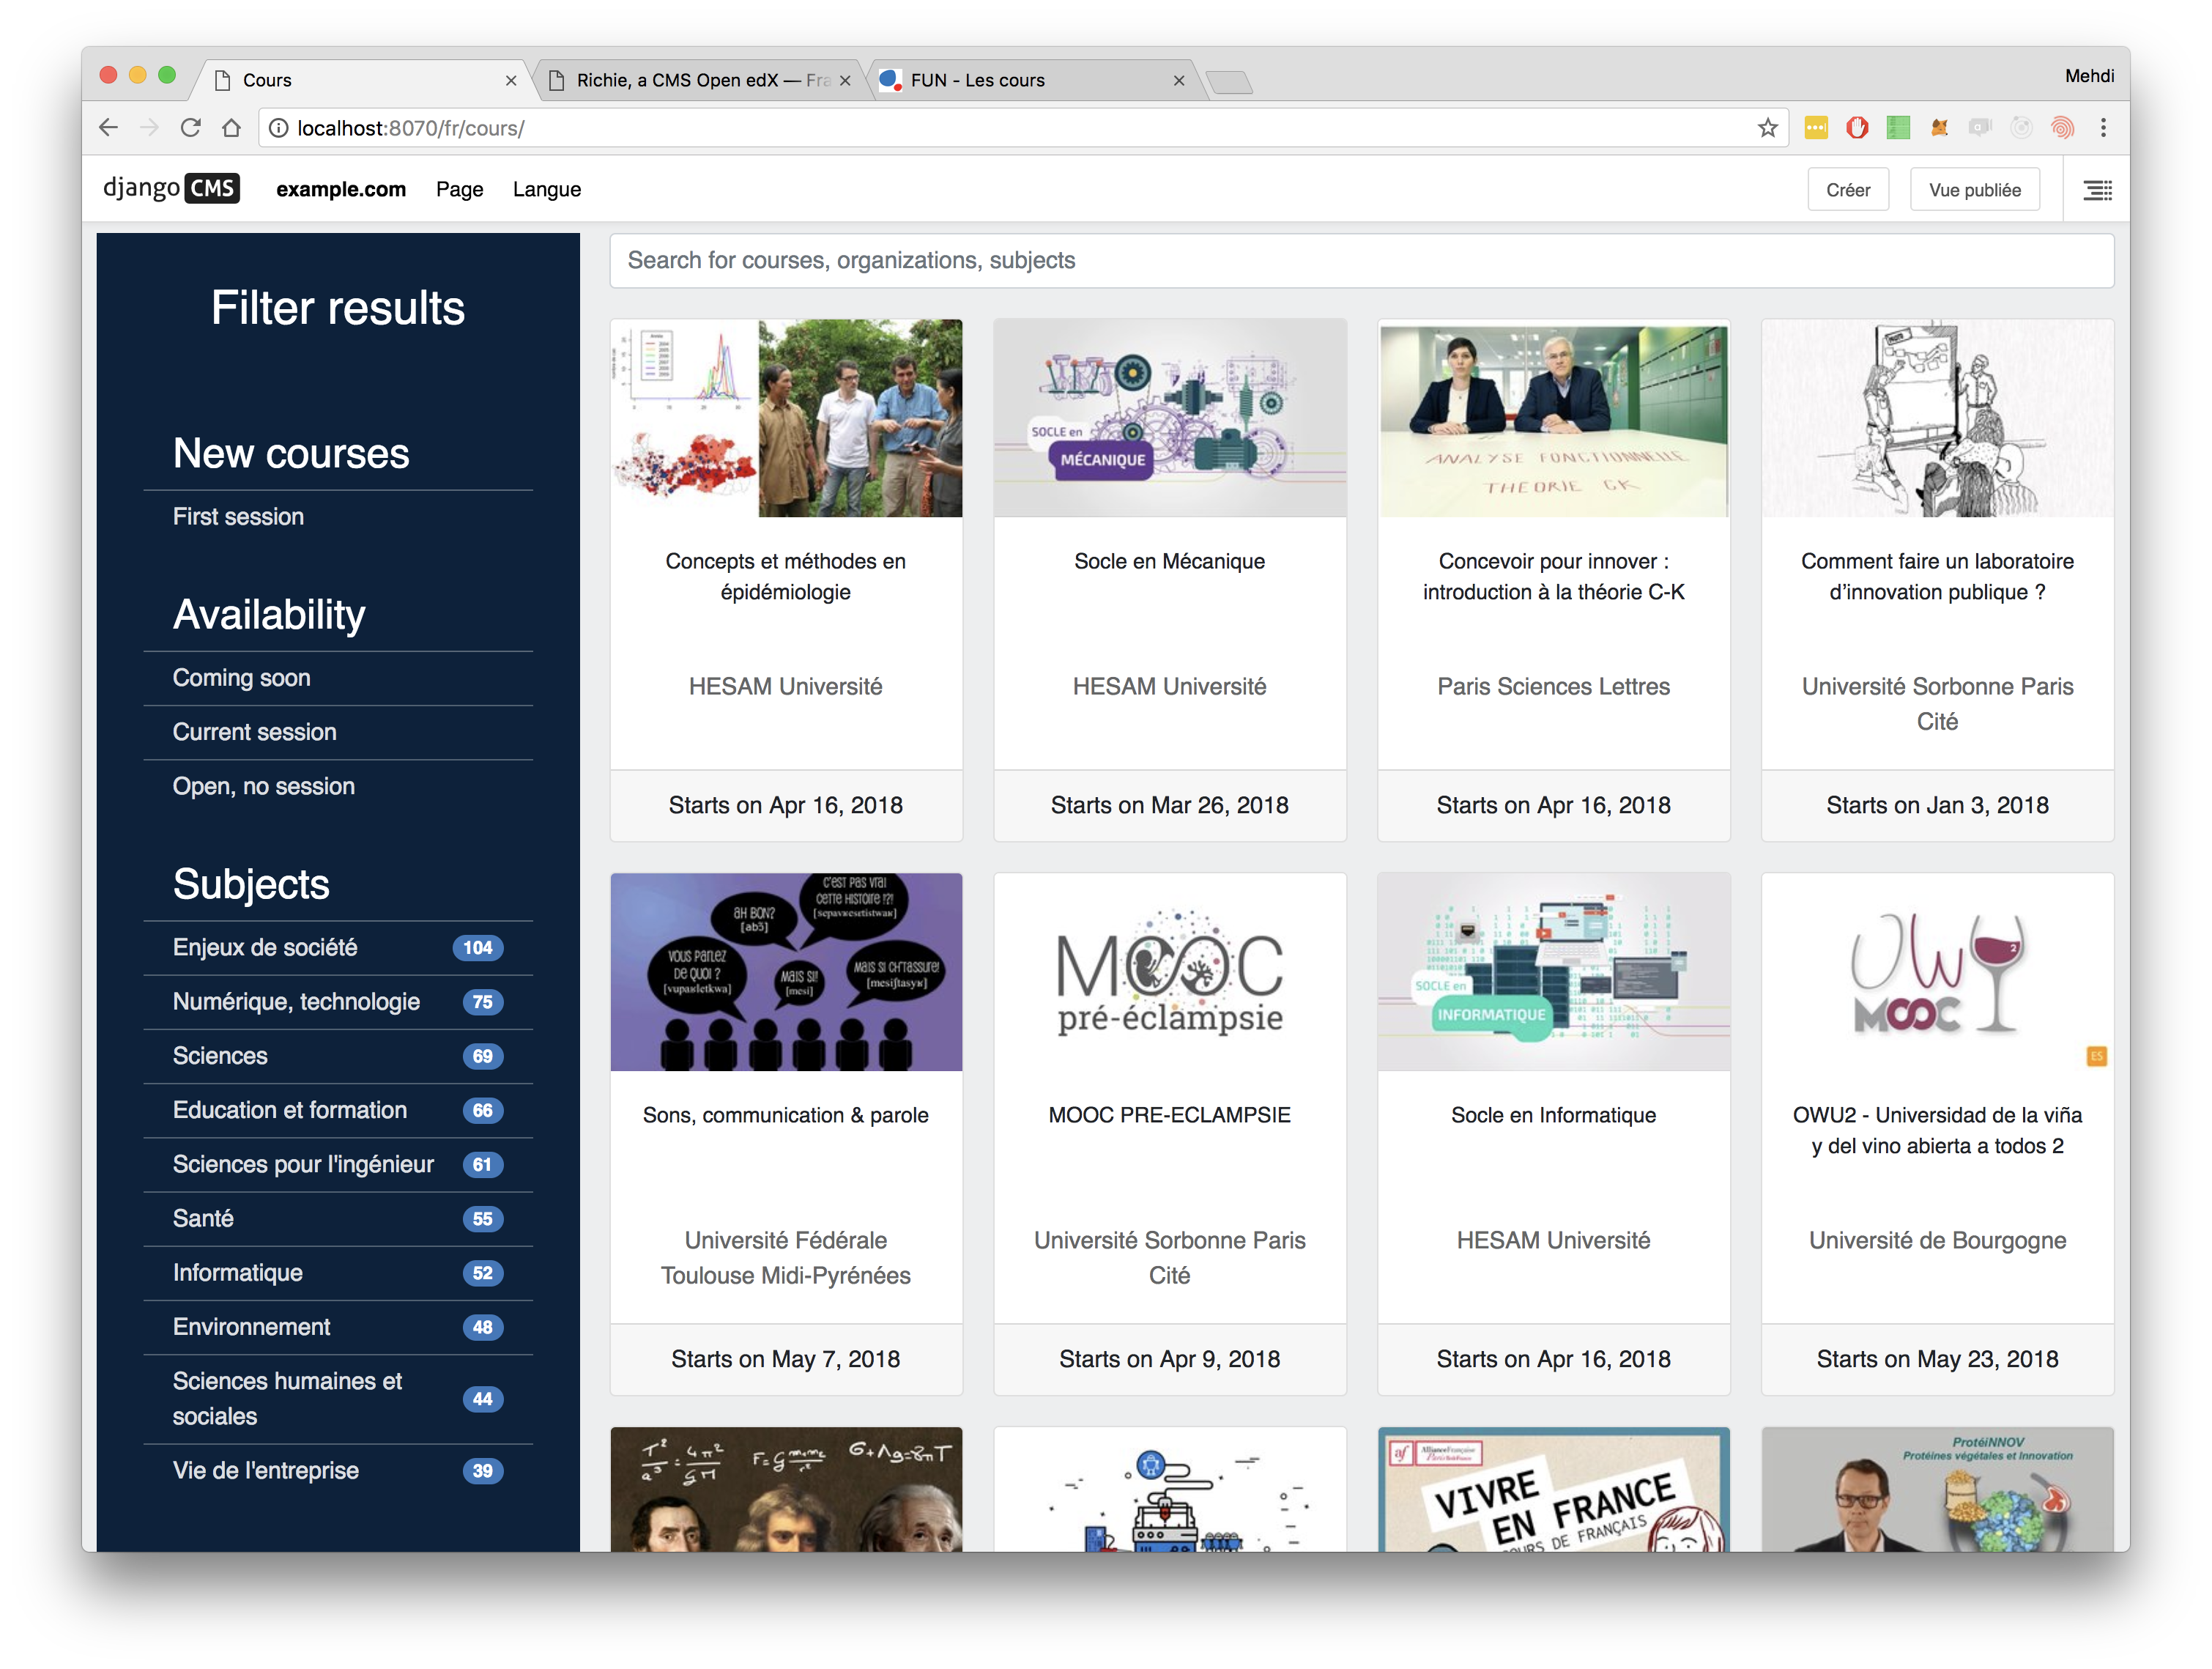 Cours
Richie, a CMS Open edX — Fra
FUN - Les cours
Mehdi
localhost:8070/fr/cours/
django CMS
example.com
Page
Langue
Créer
Vue publiée
Filter results
New courses
First session
Availability
Coming soon
Current session
Open, no session
Subjects
Enjeux de société 104
Numérique, technologie 75
Sciences 69
Education et formation 66
Sciences pour l'ingénieur 61
Santé 55
Informatique 52
Environnement 48
Sciences humaines et
sociales
44
Vie de l'entreprise 39
Search for courses, organizations, subjects
Concepts et méthodes en
épidémiologie
HESAM Université
Starts on Apr 16, 2018
SOCLE en
MÉCANIQUE
Socle en Mécanique
HESAM Université
Starts on Mar 26, 2018
ANALYSE FONCTIONNELLE
THEORIE CK
Concevoir pour innover :
introduction à la théorie C-K
Paris Sciences Lettres
Starts on Apr 16, 2018
Comment faire un laboratoire
d’innovation publique ?
Université Sorbonne Paris
Cité
Starts on Jan 3, 2018
C'EST PAS VRAI
CETTE HISTOIRE !?!
AH BON?
[abɔ̃]
VOUS PARLEZ
DE QUOI ?
[vupaʁletkwa]
MAIS SI!
[mesi]
MAIS SI CH'T'ASSURE!
[mesiʃtasyʁ]
Sons, communication & parole
Université Fédérale
Toulouse Midi-Pyrénées
Starts on May 7, 2018
MOOC
pré-éclampsie
MOOC PRE-ECLAMPSIE
Université Sorbonne Paris
Cité
Starts on Apr 9, 2018
SOCLE en
INFORMATIQUE
Socle en Informatique
HESAM Université
Starts on Apr 16, 2018
OWU
2
MOOC
ES
OWU2 - Universidad de la viña
y del vino abierta a todos 2
Université de Bourgogne
Starts on May 23, 2018
af
VIVRE
EN FRANCE
COURS DE FRANÇAIS
ProtéiNNOV
Protéines végétales et Innovation